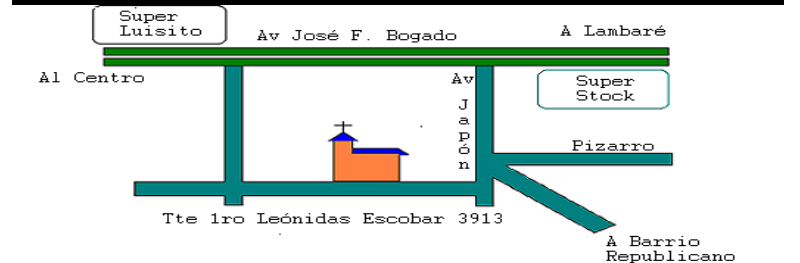 Super
Luisito
Av José F. Bogado
A Lambaré
Al Centro
Av
Japón
Super
Stock
Pizarro
Tte 1ro Leónidas Escobar 3913
A Barrio
Republicano